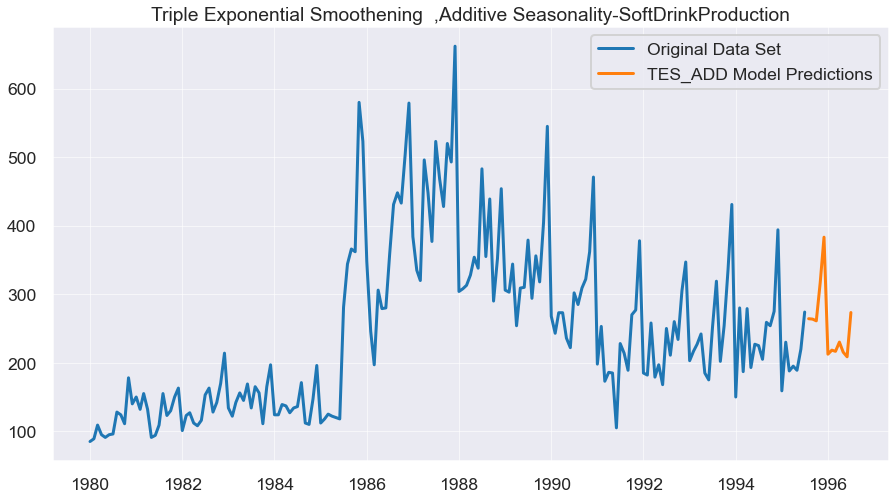 Triple Exponential Smoothening ,Additive Seasonality-SoftDrinkProduction
Original Data Set
TES_ADD Model Predictions
600
500
400
300
200
100
1980 1982 1984 1986 1988 1990 1992 1994 1996